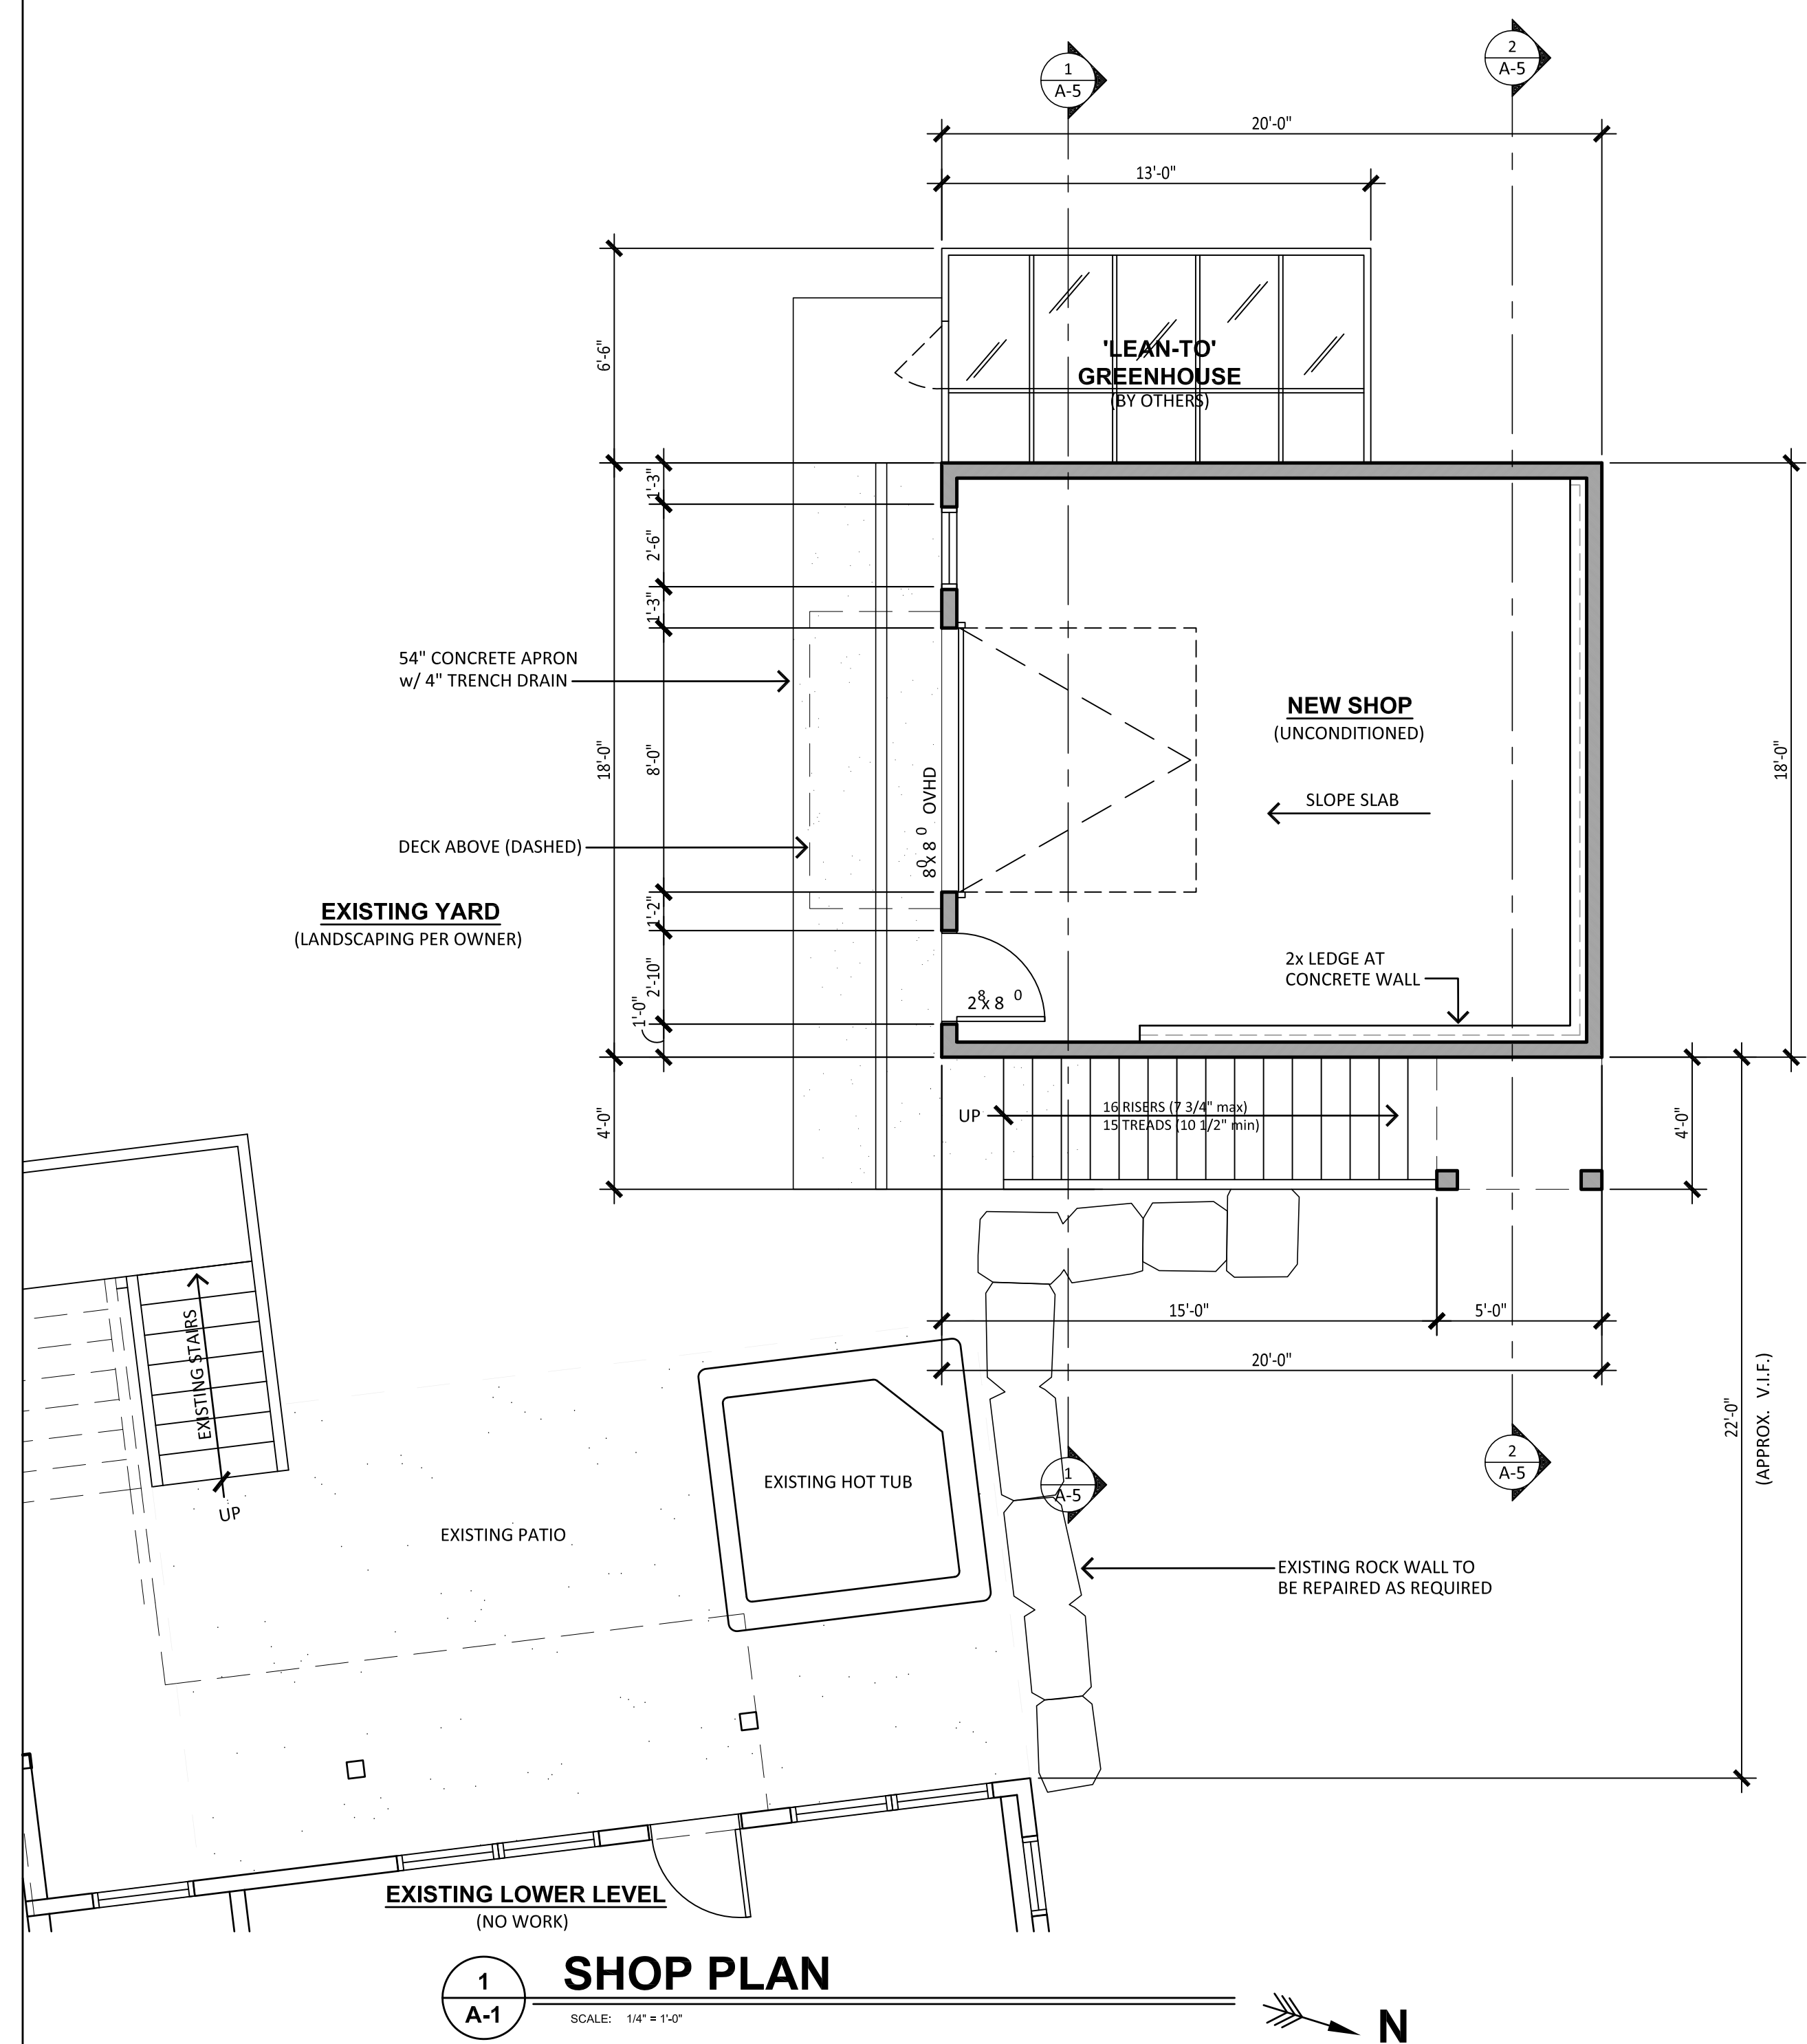 1
A-5
2
A-5
20'-0"
13'-0"
6'-6"
'LEAN-TO'
GREENHOUSE
(BY OTHERS)
1'-3"
2'-6"
1'-3"
54" CONCRETE APRON
w/ 4" TRENCH DRAIN
NEW SHOP
(UNCONDITIONED)
18'-0"
8'-0"
18'-0"
8⁰ x 8⁰ OVHD
SLOPE SLAB
DECK ABOVE (DASHED)
EXISTING YARD
(LANDSCAPING PER OWNER)
1'-2"
2'-10"
1'-0"
2⁸ x 8⁰
2x LEDGE AT
CONCRETE WALL
4'-0"
UP
16 RISERS (7 3/4" max)
15 TREADS (10 1/2" min)
4'-0"
15'-0"
5'-0"
20'-0"
EXISTING STAIRS
UP
EXISTING HOT TUB
EXISTING PATIO
1
A-5
2
A-5
22'-0"
(APPROX. V.I.F.)
EXISTING ROCK WALL TO
BE REPAIRED AS REQUIRED
EXISTING LOWER LEVEL
(NO WORK)
1
A-1
SHOP PLAN
SCALE: 1/4" = 1'-0"
N